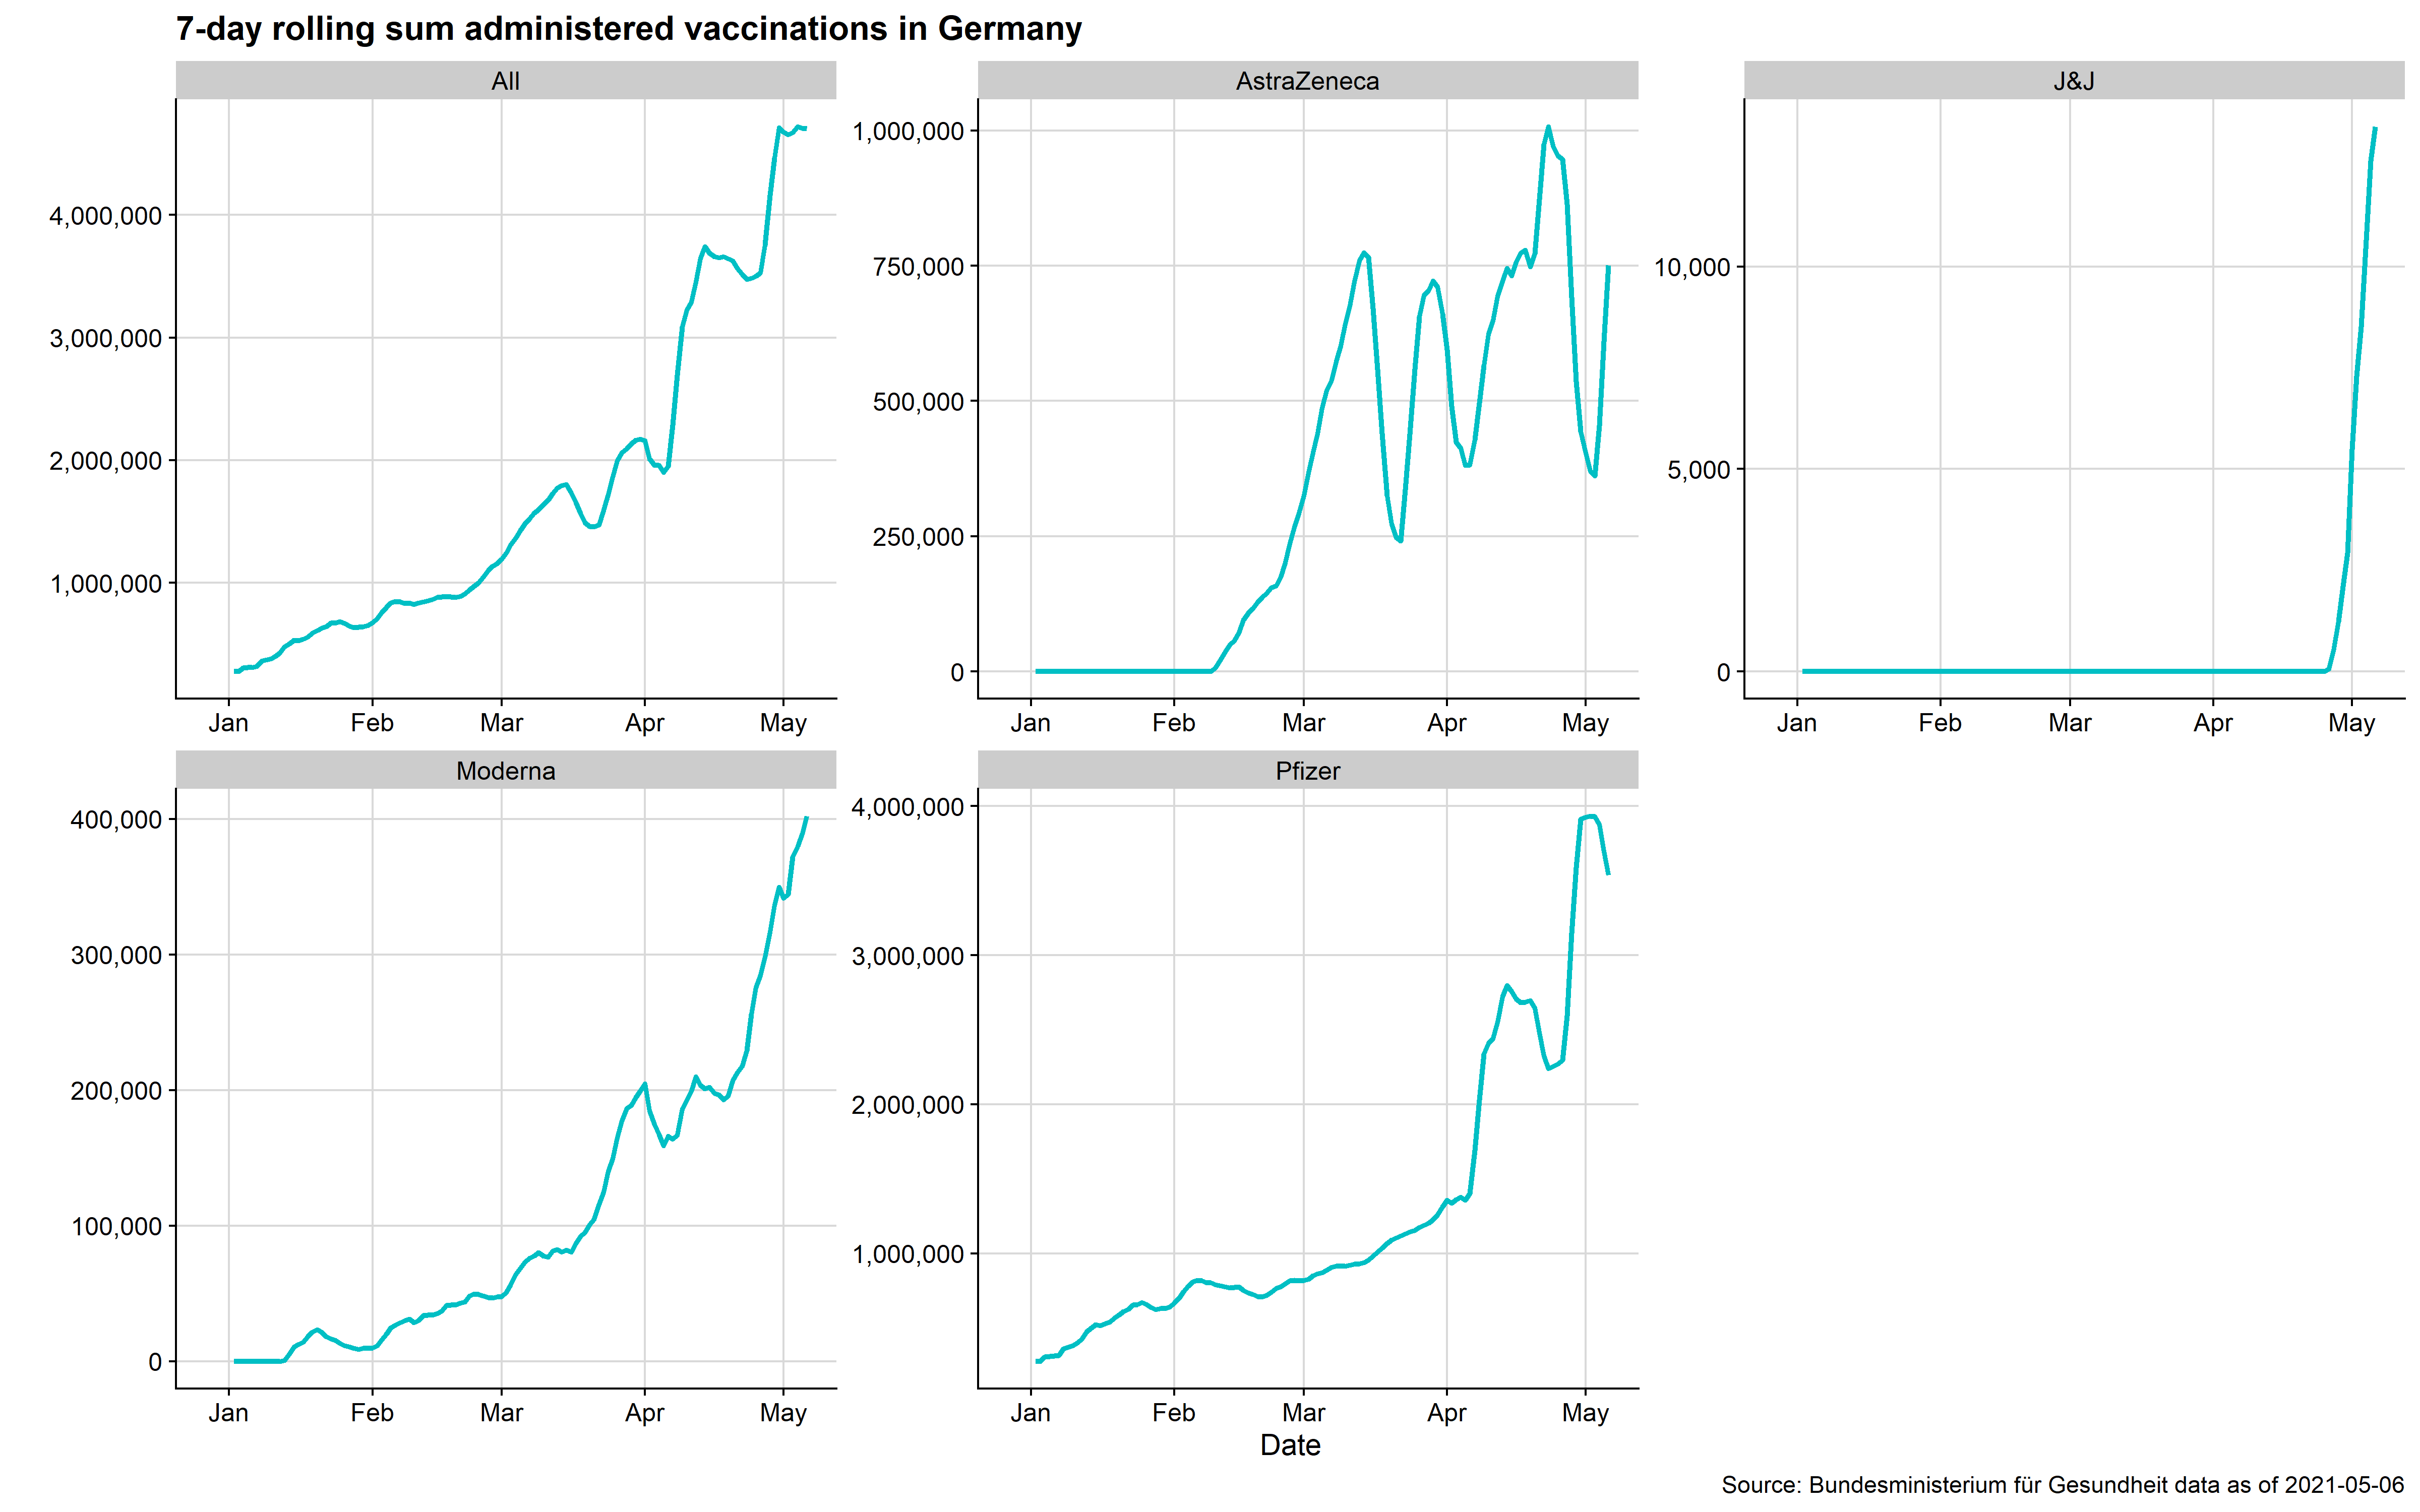 7-day rolling sum administered vaccinations in Germany
All
AstraZeneca
J&J
4,000,000
3,000,000
2,000,000
1,000,000
Jan Feb Mar Apr May
1,000,000
750,000
500,000
250,000
0
Jan Feb Mar Apr May
10,000
5,000
0
Jan Feb Mar Apr May
Moderna
Pfizer
400,000
300,000
200,000
100,000
0
Jan Feb Mar Apr May
4,000,000
3,000,000
2,000,000
1,000,000
Jan Feb Mar Apr May
Date
Source: Bundesministerium für Gesundheit data as of 2021-05-06